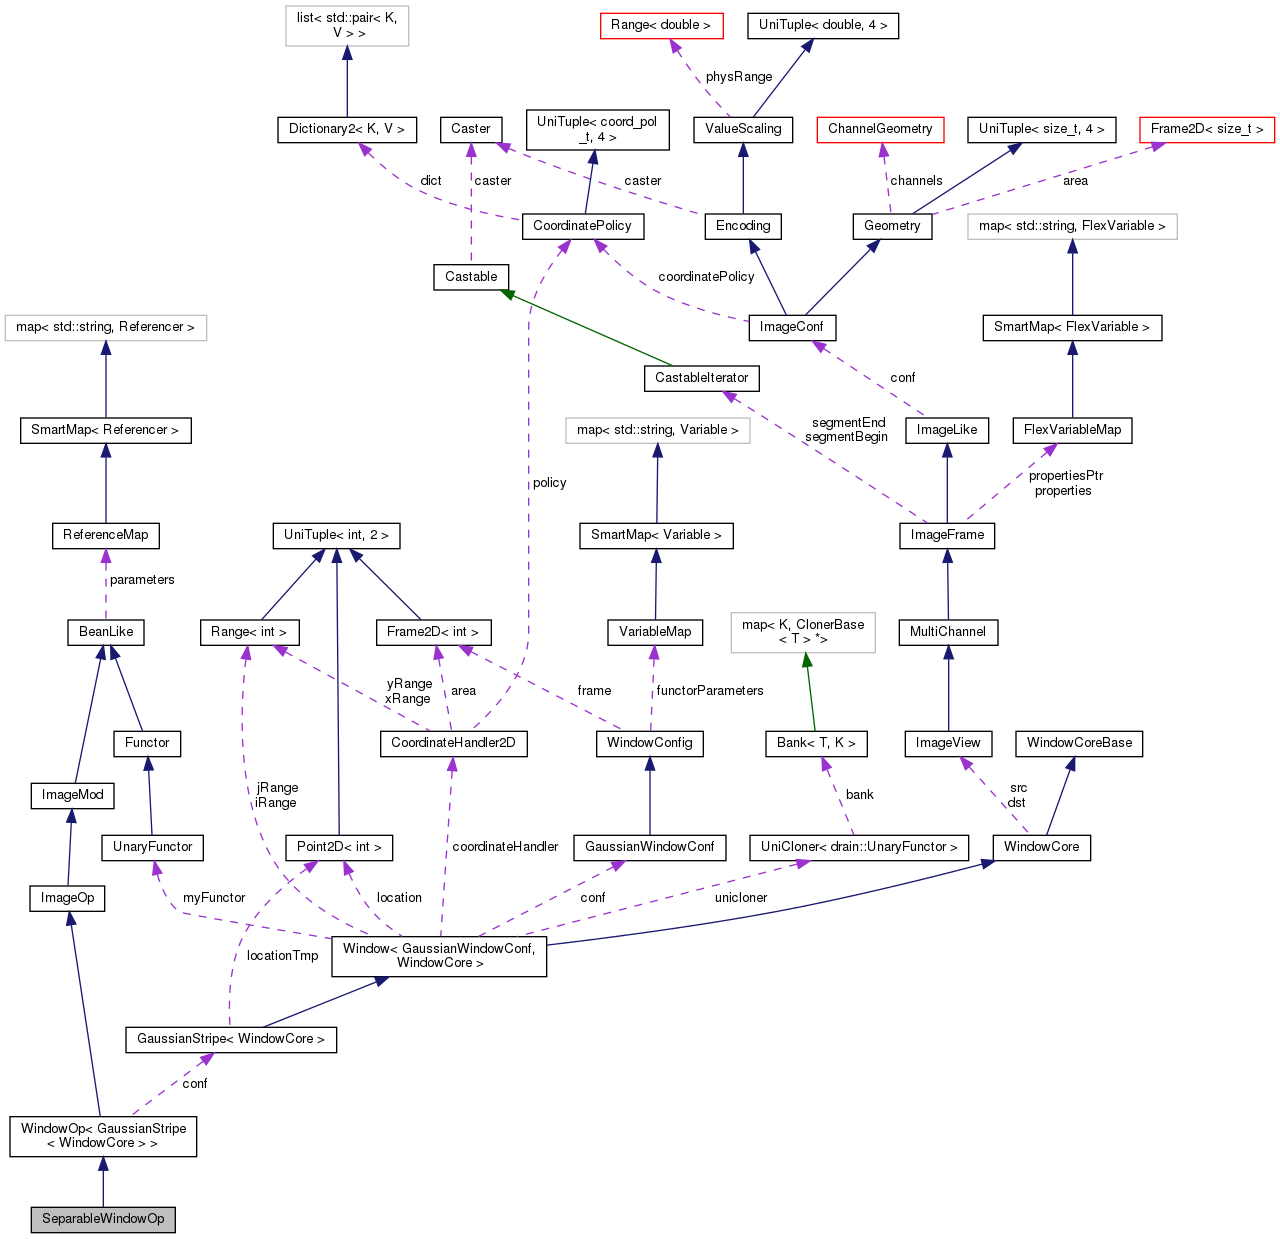 list< std::pair< K,
V > >
Range< double >
UniTuple< double, 4 >
physRange
Dictionary2< K, V >
Caster
UniTuple< coord_pol
_t, 4 >
ValueScaling
ChannelGeometry
UniTuple< size_t, 4 >
Frame2D< size_t >
dict
caster
caster
channels
area
CoordinatePolicy
Encoding
Geometry
map< std::string, FlexVariable >
Castable
coordinatePolicy
map< std::string, Referencer >
ImageConf
SmartMap< FlexVariable >
CastableIterator
conf
SmartMap< Referencer >
map< std::string, Variable >
segmentEnd
segmentBegin
ImageLike
FlexVariableMap
policy
propertiesPtr
properties
ReferenceMap
UniTuple< int, 2 >
SmartMap< Variable >
ImageFrame
parameters
BeanLike
Range< int >
Frame2D< int >
VariableMap
map< K, ClonerBase
< T > *>
MultiChannel
yRange
xRange
area
frame
functorParameters
Functor
CoordinateHandler2D
WindowConfig
Bank< T, K >
ImageView
WindowCoreBase
ImageMod
jRange
iRange
bank
src
dst
UnaryFunctor
Point2D< int >
coordinateHandler
GaussianWindowConf
UniCloner< drain::UnaryFunctor >
WindowCore
ImageOp
myFunctor
location
conf
unicloner
locationTmp
Window< GaussianWindowConf,
WindowCore >
GaussianStripe< WindowCore >
conf
WindowOp< GaussianStripe
< WindowCore > >
SeparableWindowOp